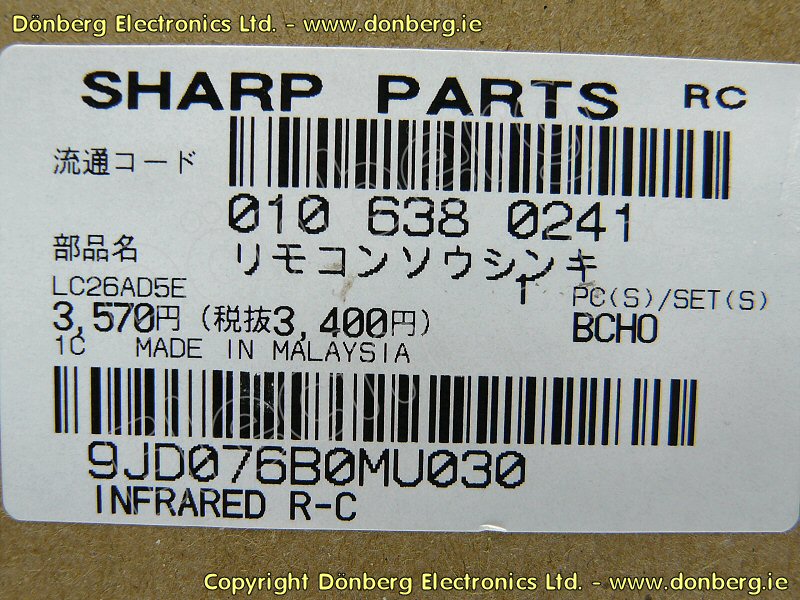 Dönberg Electronics Ltd. - www.donberg.ie
SHARP PARTS RC
流通コード
010 638 0241
部品名 リモコンソウシンキ
LC26AD5E 1 PC(S)/SET(S)
3,570円 (税抜3,400円) BCHO
1C MADE IN MALAYSIA
9JD076B0MU030
INFRARED R-C
Copyright Dönberg Electronics Ltd. - www.donberg.ie